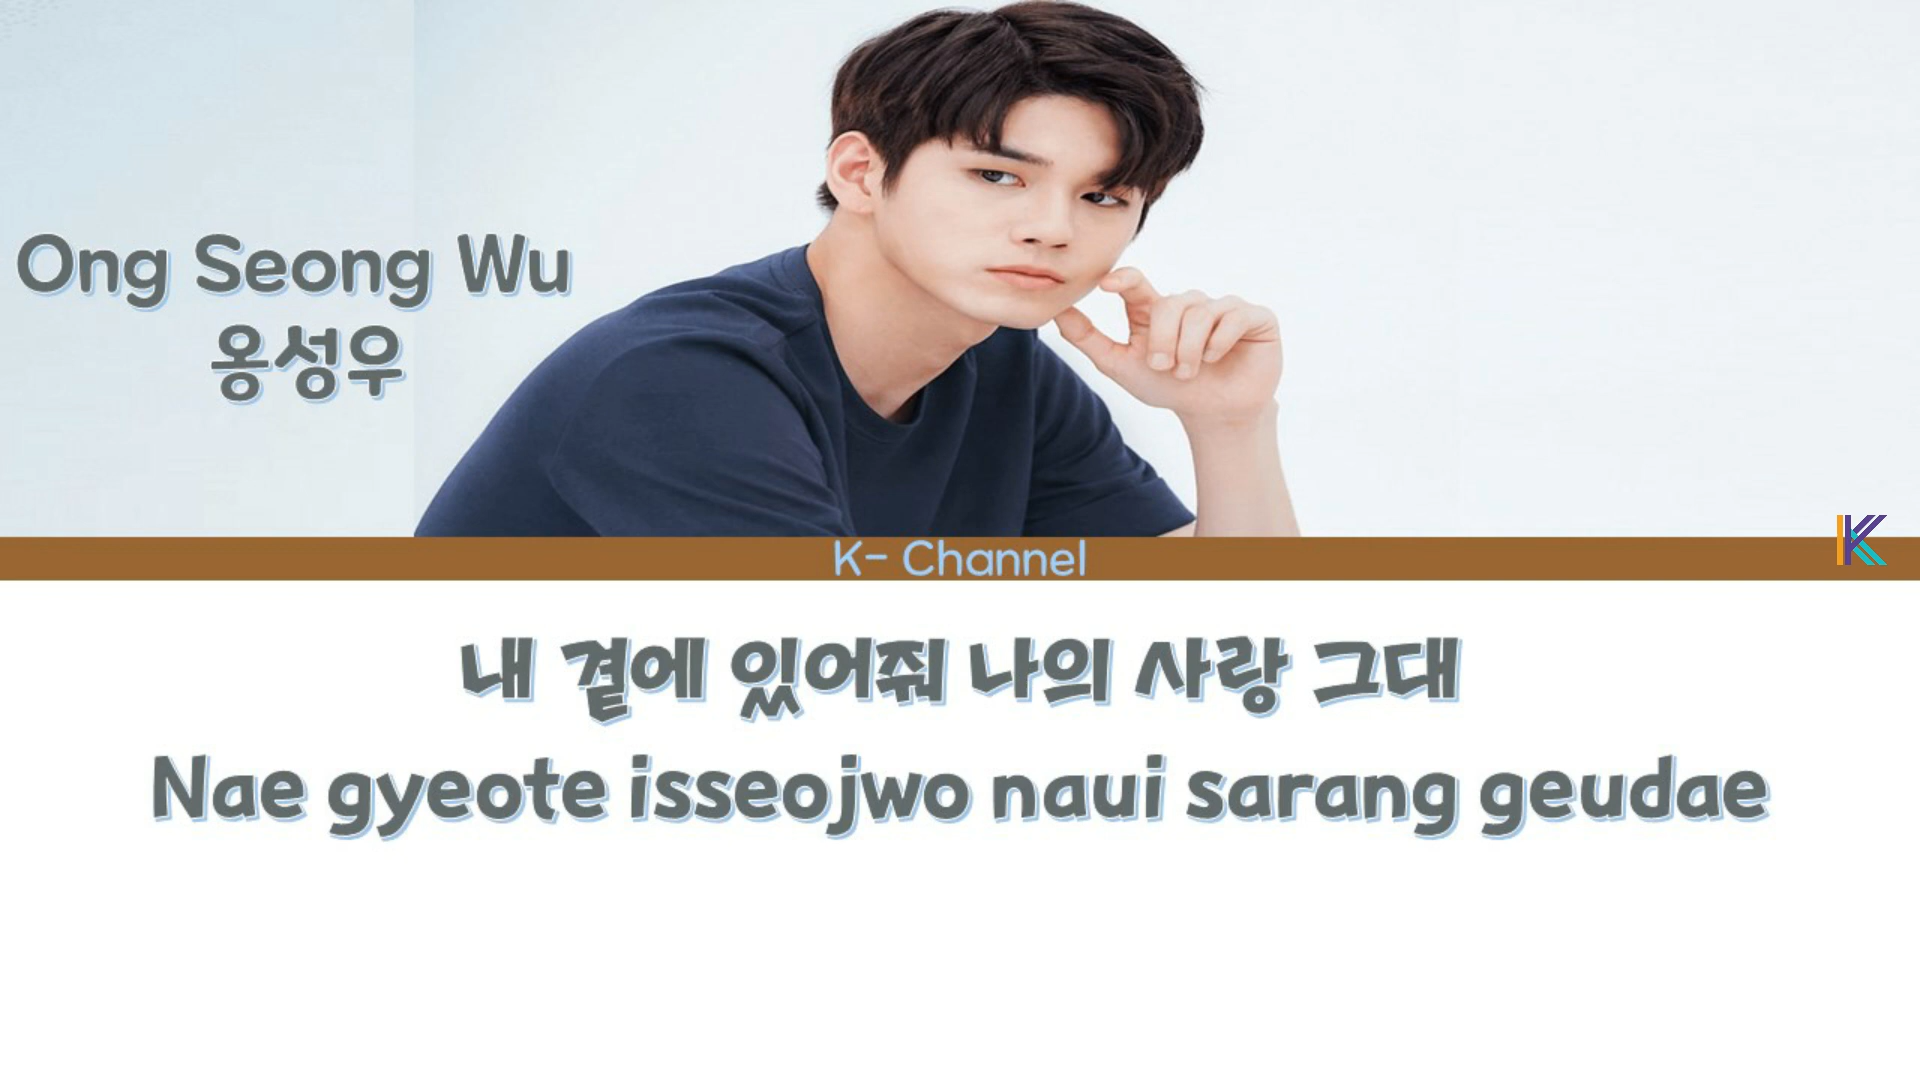 Ong Seong Wu
옹성우
K- Channel
내 곁에 있어줘 나의 사랑 그대
Nae gyeote isseojwo naui sarang geudae